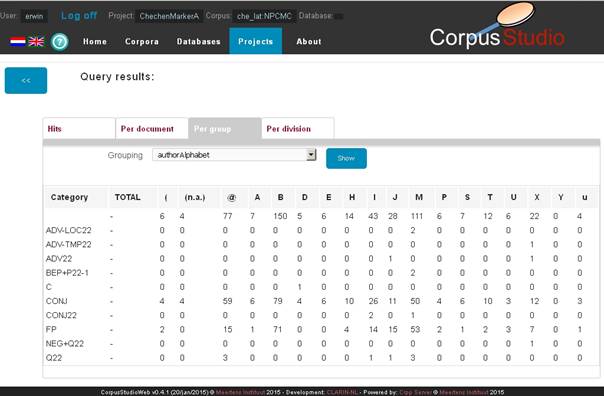 User: erwin Log off Project: ChechenMarkerA Corpus: che_lat:NPCMC Database:
CorpusStudio
? Home Corpora Databases Projects About
<< Query results:
Hits Per document Per group Per division
Grouping authorAlphabet Show
Category TOTAL ( (n.a.) @ A B D E H I J M P S T U X Y u
- 6 4 77 7 150 5 6 14 43 28 111 6 7 12 6 22 0 4
ADV-LOC22 - 0 0 0 0 0 0 0 0 0 0 2 0 0 0 0 0 0 0
ADV-TMP22 - 0 0 0 0 0 0 0 0 0 0 0 0 0 0 0 1 0 0
ADV22 - 0 0 0 0 0 0 0 0 0 1 0 0 0 0 0 1 0 0
BEP+P22-1 - 0 0 0 0 0 0 0 0 0 0 2 0 0 0 0 0 0 0
C - 0 0 0 0 0 1 0 0 0 0 0 0 0 0 0 0 0 0
CONJ - 4 4 59 6 79 4 6 10 26 11 50 4 6 10 3 12 0 3
CONJ22 - 0 0 0 0 0 0 0 0 2 0 1 0 0 0 0 0 0 0
FP - 2 0 15 1 71 0 0 4 14 15 53 2 1 2 3 7 0 1
NEG+Q22 - 0 0 0 0 0 0 0 0 0 0 0 0 0 0 0 1 0 0
Q22 - 0 0 3 0 0 0 0 0 1 1 3 0 0 0 0 0 0 0
CorpusStudioWeb v0.4.1 (20/jan/2015) © Meertens Instituut 2015 - Development: CLARIN-NL - Powered by: Crpp Server © Meertens Instituut 2015